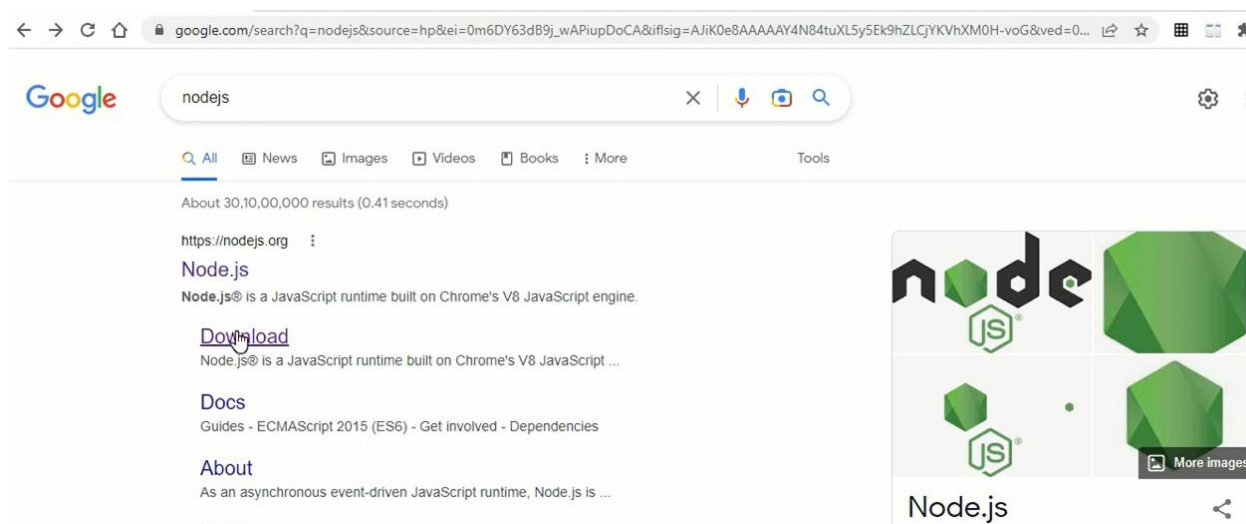 google.com/search?q=nodejs&source=hp&ei=0m6DY63dB9j_wAPiupDoCA&iflsig=AJiK0e8AAAAAY4N84tuXL5y5Ek9hZLCjYKVhXM0H-voG&ved=0...
Google
nodejs
All News Images Videos Books More Tools
About 30,10,00,000 results (0.41 seconds)
https://nodejs.org
Node.js
Node.js® is a JavaScript runtime built on Chrome's V8 JavaScript engine.
Download
Node.js® is a JavaScript runtime built on Chrome's V8 JavaScript ...
Docs
Guides - ECMAScript 2015 (ES6) - Get involved - Dependencies
About
As an asynchronous event-driven JavaScript runtime, Node.js is ...
node
JS®
JS®
More images
Node.js